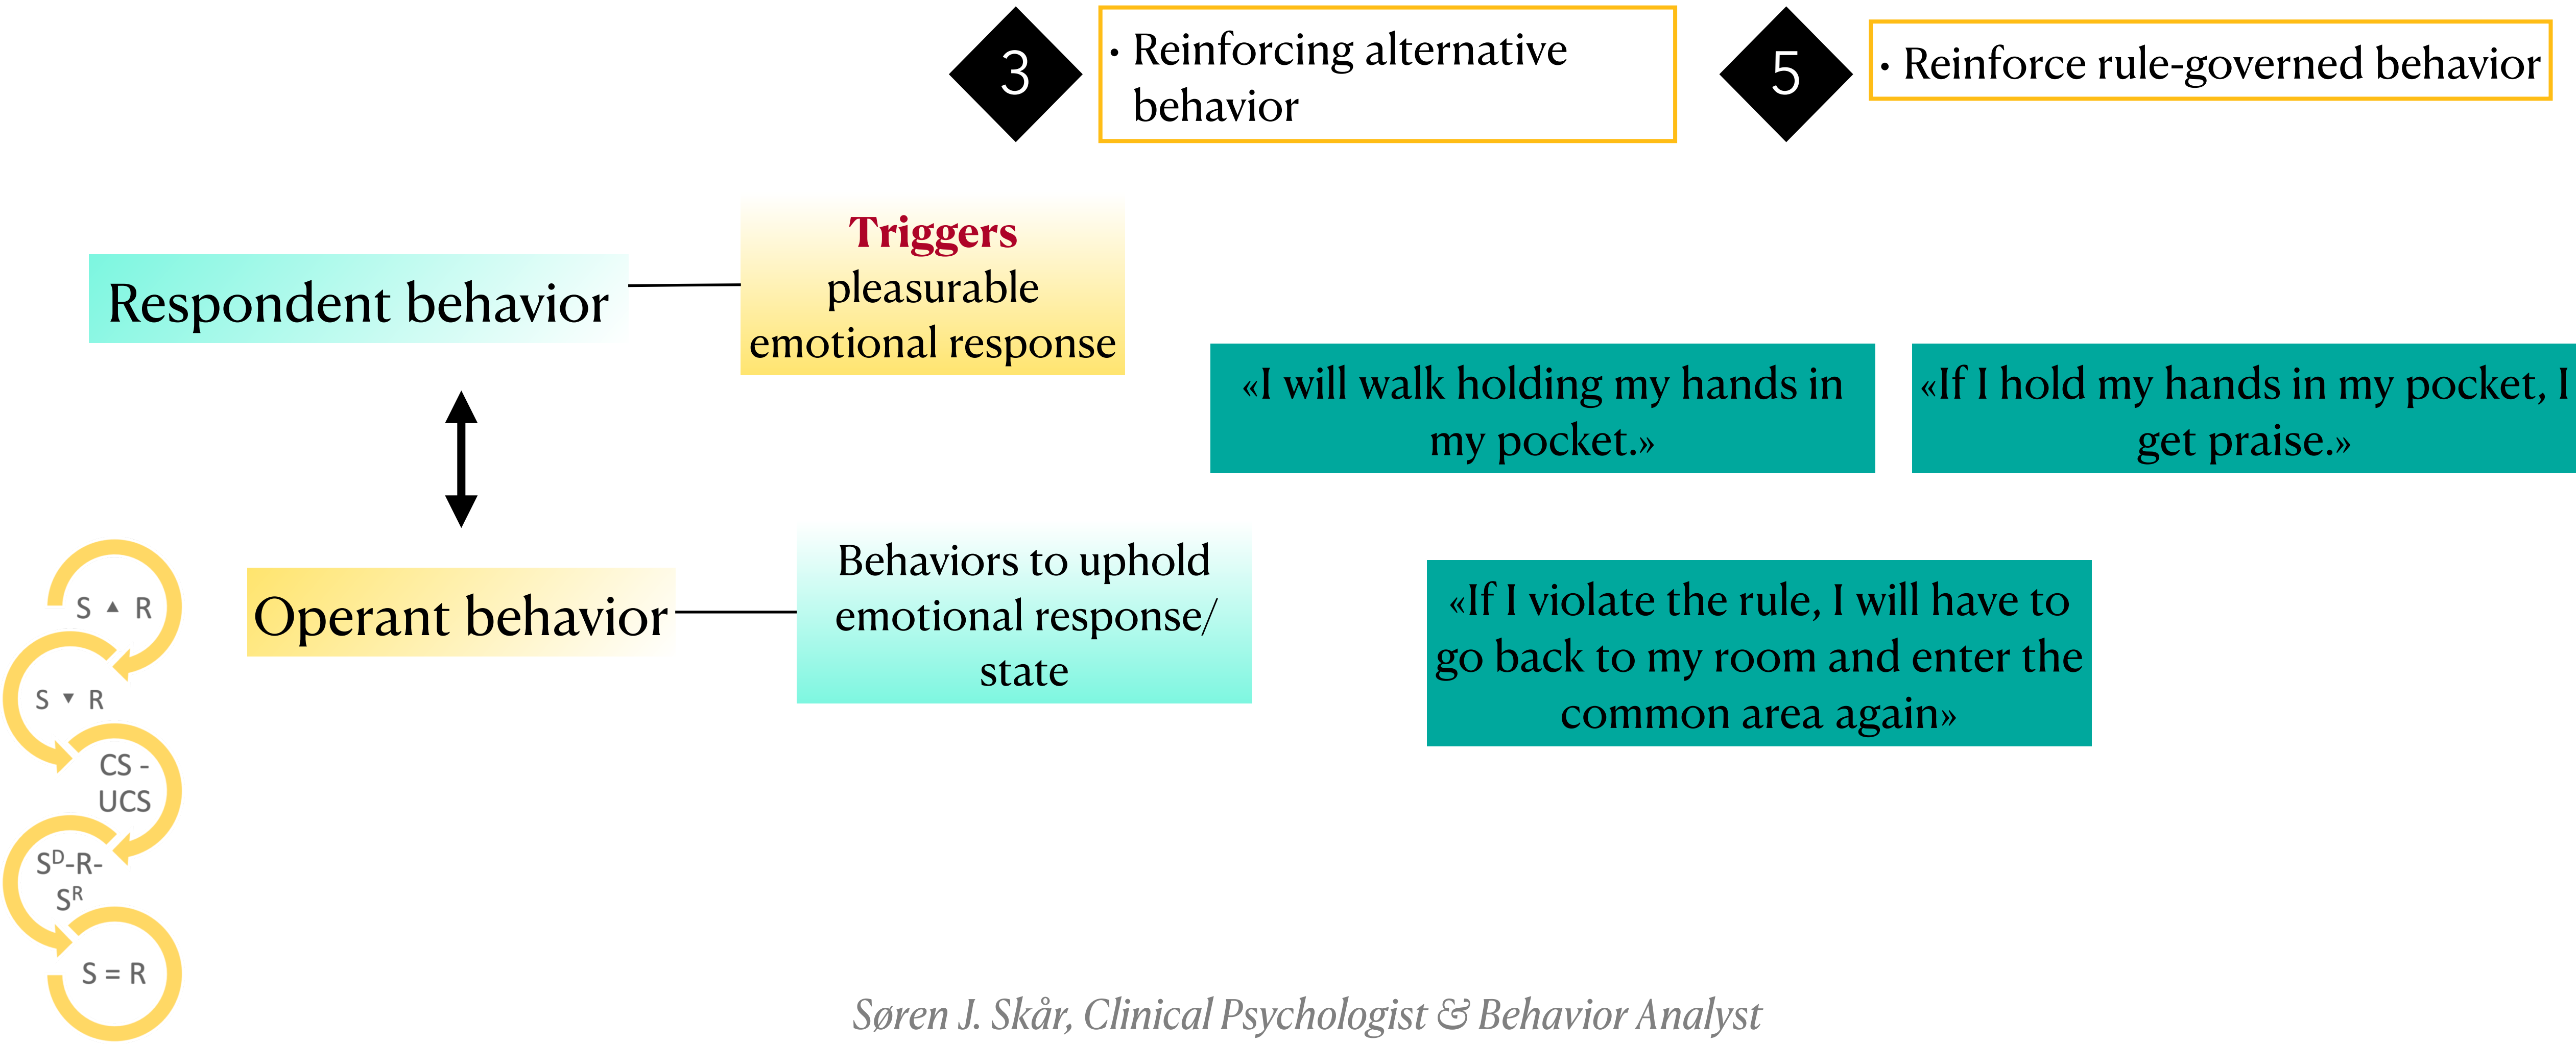 3
• Reinforcing alternative
behavior
5
• Reinforce rule-governed behavior
Triggers
pleasurable
emotional response
Respondent behavior
«I will walk holding my hands in
my pocket.»
«If I hold my hands in my pocket, I
get praise.»
Operant behavior
Behaviors to uphold
emotional response/
state
«If I violate the rule, I will have to
go back to my room and enter the
common area again»
S ▲ R
S ▼ R
CS -
UCS
Sᴰ-R-
Sᴿ
S = R
Søren J. Skår, Clinical Psychologist & Behavior Analyst